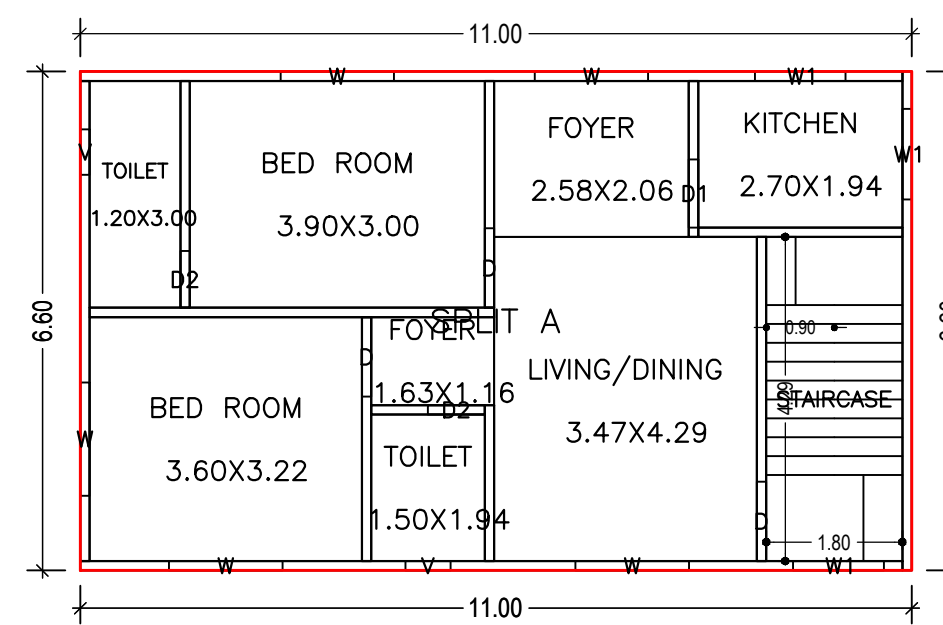 11.00
W
W
W1
FOYER
KITCHEN
V
W1
TOILET
BED ROOM
2.58X2.06
D1
2.70X1.94
1.20X3.00
3.90X3.00
D
D2
6.60
SPLIT A
FOYER
0.90
D
LIVING/DINING
1.63X1.16
4.29
STAIRCASE
BED ROOM
D2
W
3.47X4.29
TOILET
3.60X3.22
1.50X1.94
D
1.80
W
V
W
W1
11.00